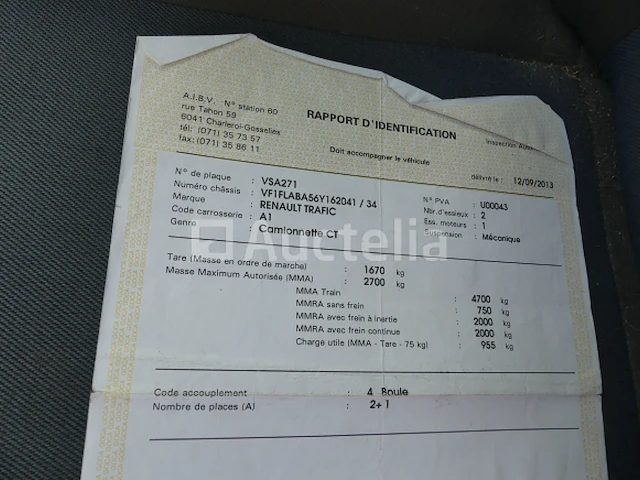 A.I.B.V. N° station 60
rue Tahon 59
6041 Charleroi-Gosselies
tél: (071) 35 73 57
fax: (071) 35 86 11
RAPPORT D'IDENTIFICATION
Inspection Auto
Doit accompagner le véhicule
délivré le : 12/09/2013
N° de plaque : VSA271
Numéro châssis : VF1FLABA56Y162041 / 34
Marque : RENAULT TRAFIC
Code carrosserie : A1
Genre : Camionnette CT
N° PVA : U00043
Nbr.d'essieux : 2
Ess. moteurs : 1
Suspension : Mécanique
Auctelia
Tare (Masse en ordre de marche) : 1670 kg
Masse Maximum Autorisée (MMA) : 2700 kg
MMA Train : 4700 kg
MMRA sans frein : 750 kg
MMRA avec frein à inertie : 2000 kg
MMRA avec frein continue : 2000 kg
Charge utile (MMA - Tare - 75 kg) : 955 kg
Code accouplement : 4 Boule
Nombre de places (A) : 2+ 1